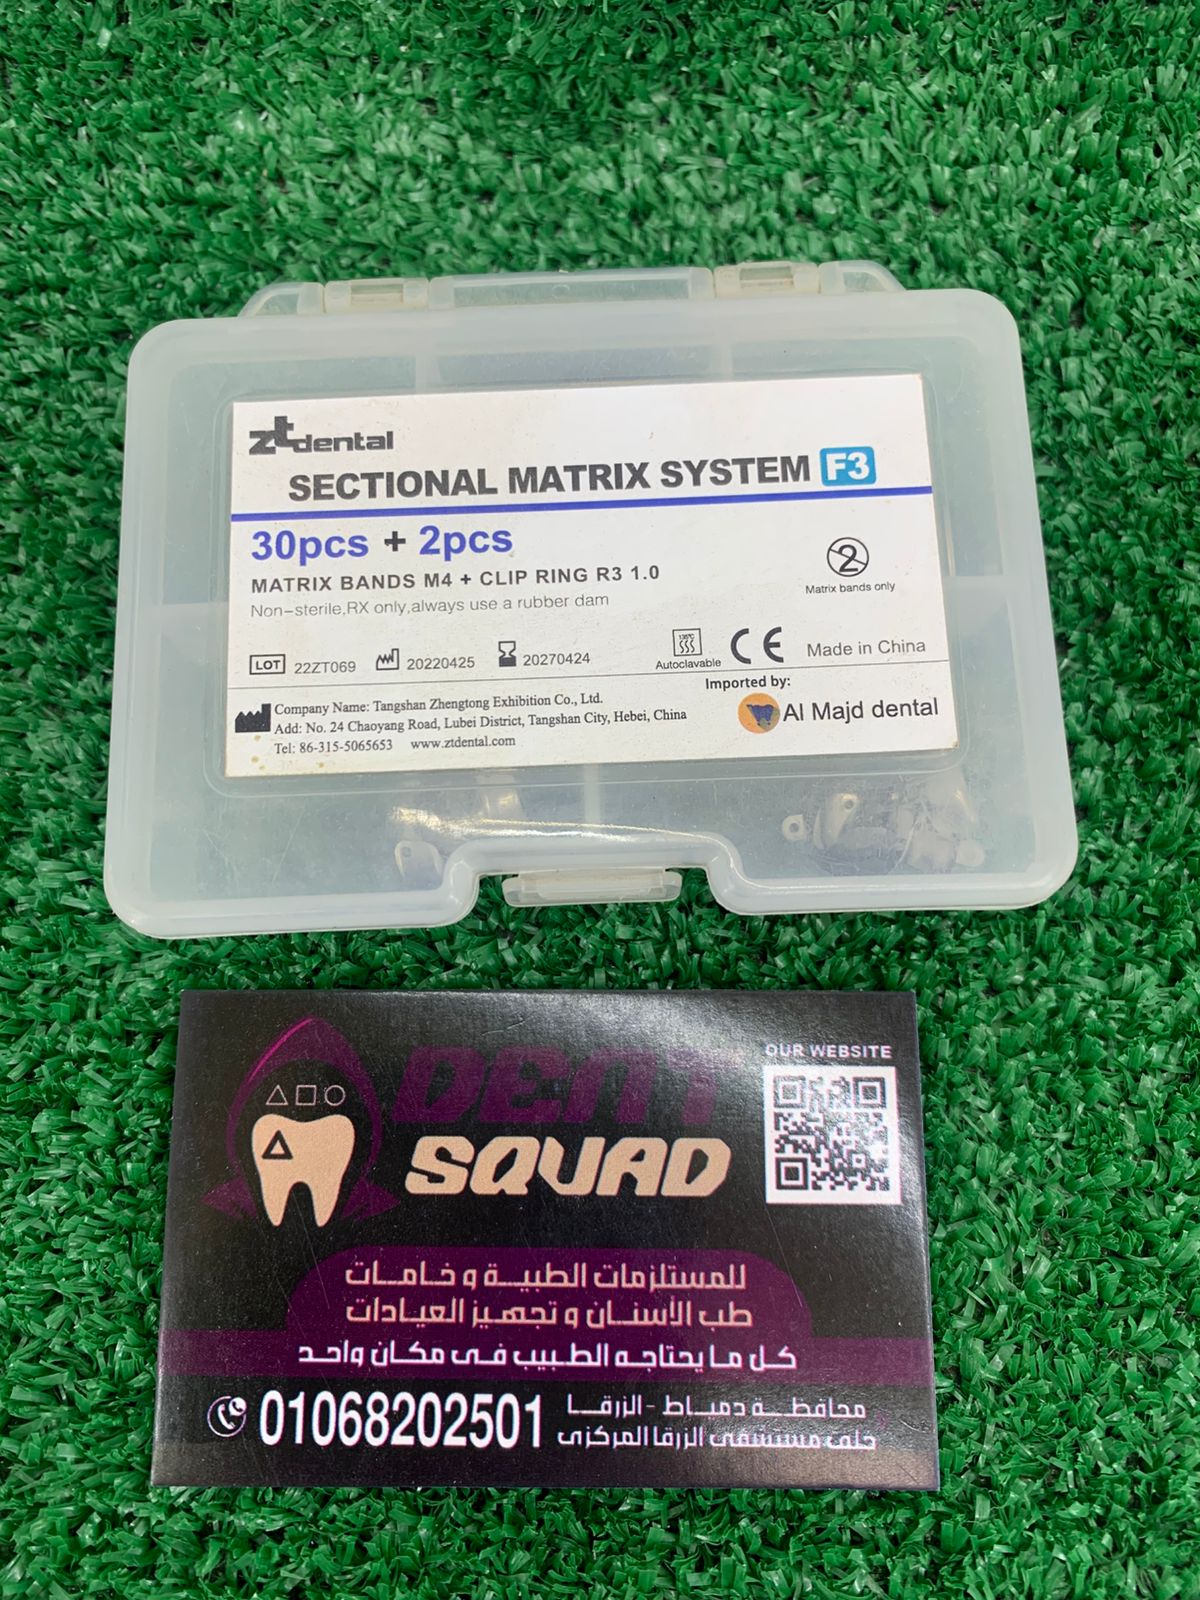 ztdental
SECTIONAL MATRIX SYSTEM F3
30pcs + 2pcs
MATRIX BANDS M4 + CLIP RING R3 1.0
Non-sterile,RX only,always use a rubber dam
2
Matrix bands only
LOT 22ZT069 20220425 20270424
135°C
Autoclavable
CE
Made in China
Company Name: Tangshan Zhengtong Exhibition Co., Ltd.
Add: No. 24 Chaoyang Road, Lubei District, Tangshan City, Hebei, China
Tel: 86-315-5065653 www.ztdental.com
Imported by:
Al Majd dental
DENT
SQUAD
OUR WEBSITE
للمستلزمات الطبية و خامات
طب الأسنان و تجهيز العيادات
كل ما يحتاجه الطبيب فى مكان واحد
01068202501
محافظة دمياط - الزرقا
خلف مستشفى الزرقا المركزى